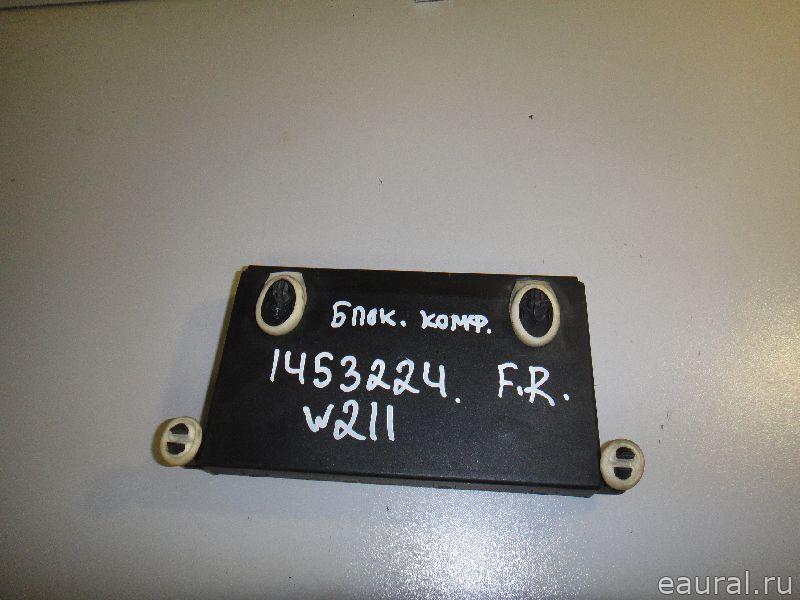 Блок. комф.
1453224. F.R.
W211
eaural.ru